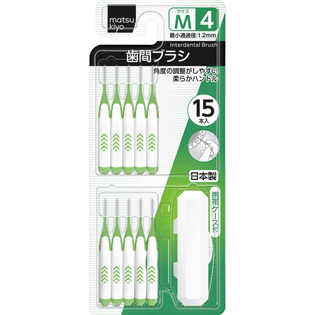 matsu
kiyo
サイズ
M 4
最小通過径:1.2mm
Interdental Brush
歯間ブラシ
角度の調整がしやすい
柔らかハンドル
15
本入
日本製
携帯ケース付